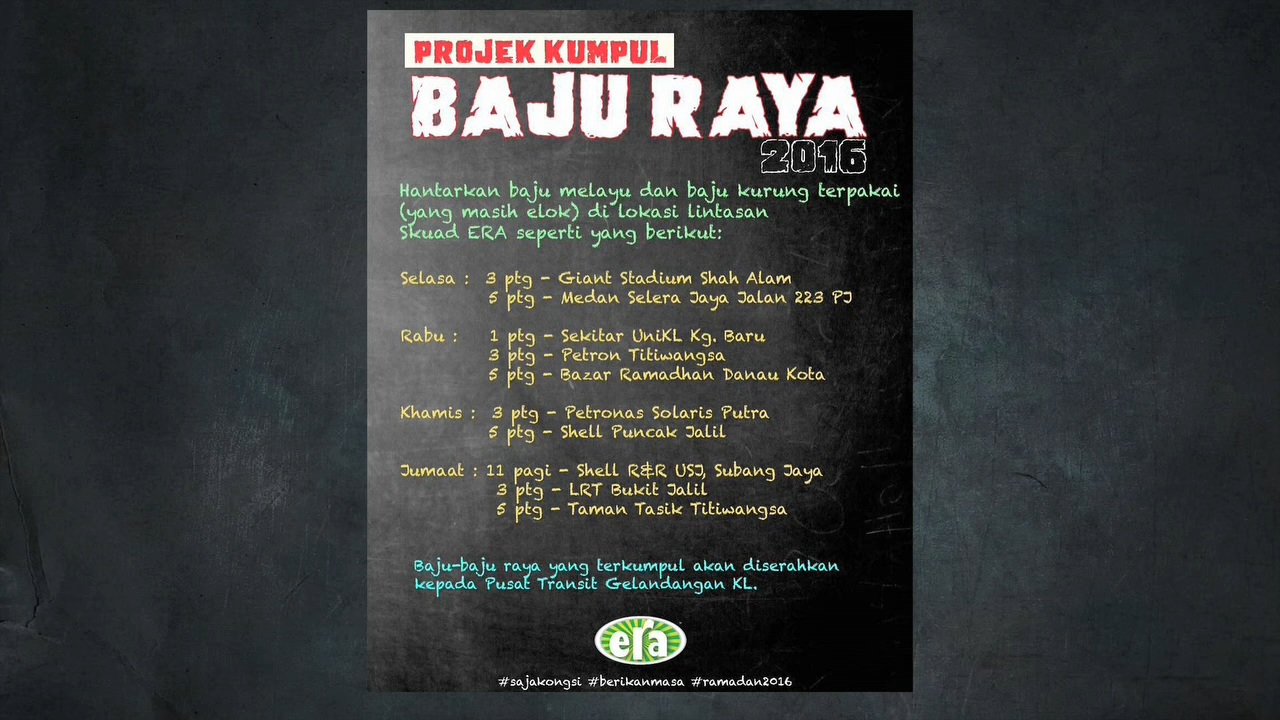 PROJEK KUMPUL
BAJU RAYA
2016
Hantarkan baju melayu dan baju kurung terpakai
(yang masih elok) di lokasi lintasan
Skuad ERA seperti yang berikut:
Selasa : 3 ptg - Giant Stadium Shah Alam
5 ptg - Medan Selera Jaya Jalan 223 PJ
Rabu : 1 ptg - Sekitar UniKL Kg. Baru
3 ptg - Petron Titiwangsa
5 ptg - Bazar Ramadhan Danau Kota
Khamis : 3 ptg - Petronas Solaris Putra
5 ptg - Shell Puncak Jalil
Jumaat : 11 pagi - Shell R&R USJ, Subang Jaya
3 ptg - LRT Bukit Jalil
5 ptg - Taman Tasik Titiwangsa
Baju-baju raya yang terkumpul akan diserahkan
kepada Pusat Transit Gelandangan KL.
era
#sajakongsi #berikanmasa #ramadan2016